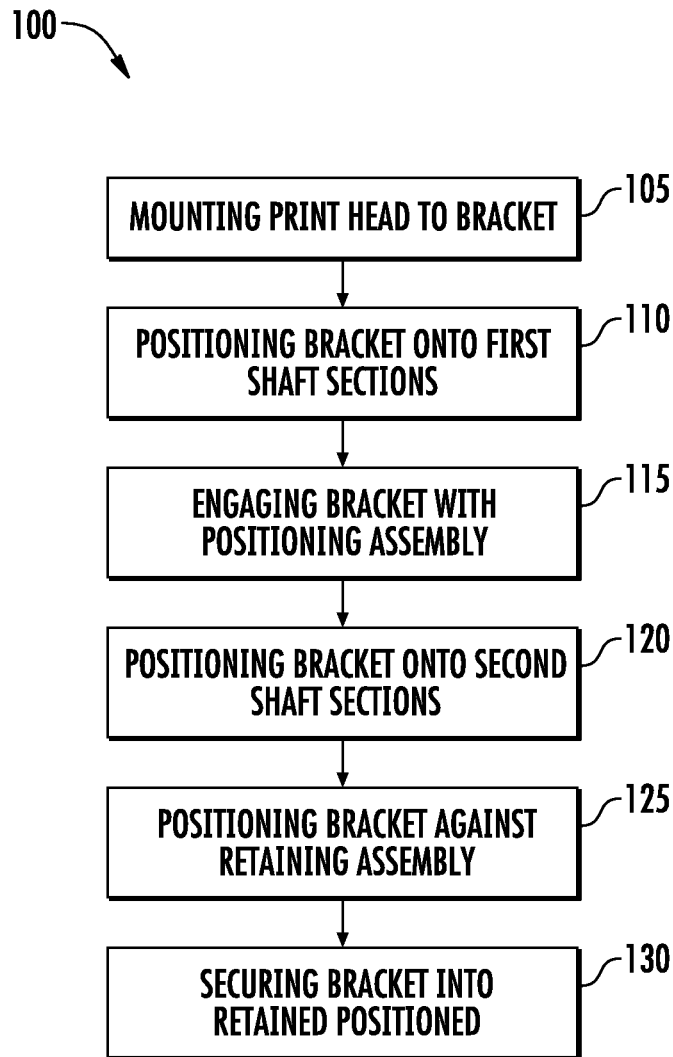 100
MOUNTING PRINT HEAD TO BRACKET
105
POSITIONING BRACKET ONTO FIRST
SHAFT SECTIONS
110
ENGAGING BRACKET WITH
POSITIONING ASSEMBLY
115
POSITIONING BRACKET ONTO SECOND
SHAFT SECTIONS
120
POSITIONING BRACKET AGAINST
RETAINING ASSEMBLY
125
SECURING BRACKET INTO
RETAINED POSITIONED
130